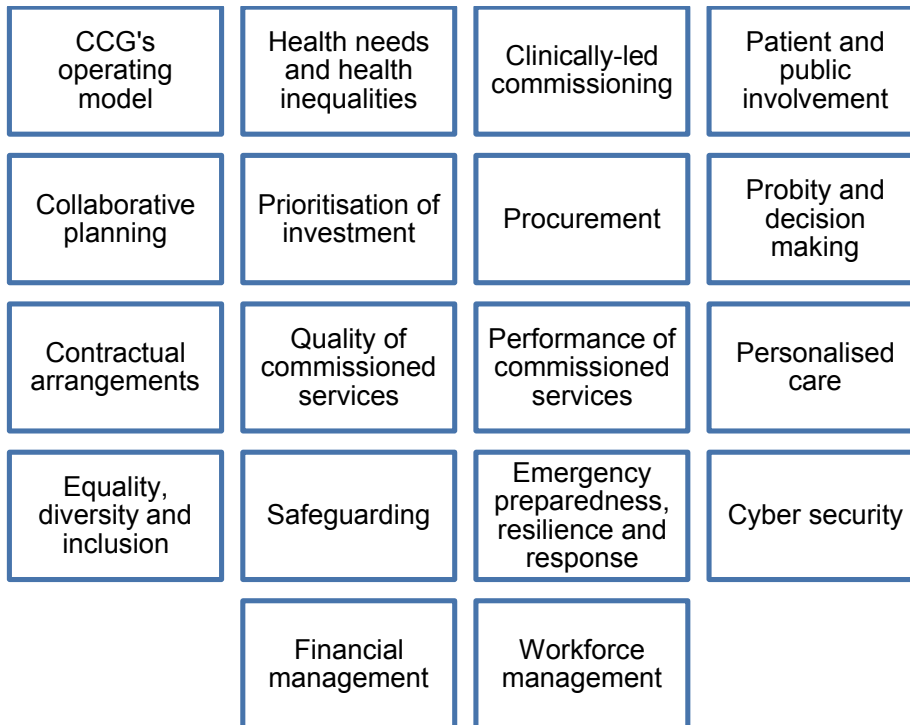 CCG's
operating
model
Health needs
and health
inequalities
Clinically-led
commissioning
Patient and
public
involvement
Collaborative
planning
Prioritisation of
investment
Procurement
Probity and
decision
making
Contractual
arrangements
Quality of
commissioned
services
Performance of
commissioned
services
Personalised
care
Equality,
diversity and
inclusion
Safeguarding
Emergency
preparedness,
resilience and
response
Cyber security
Financial
management
Workforce
management